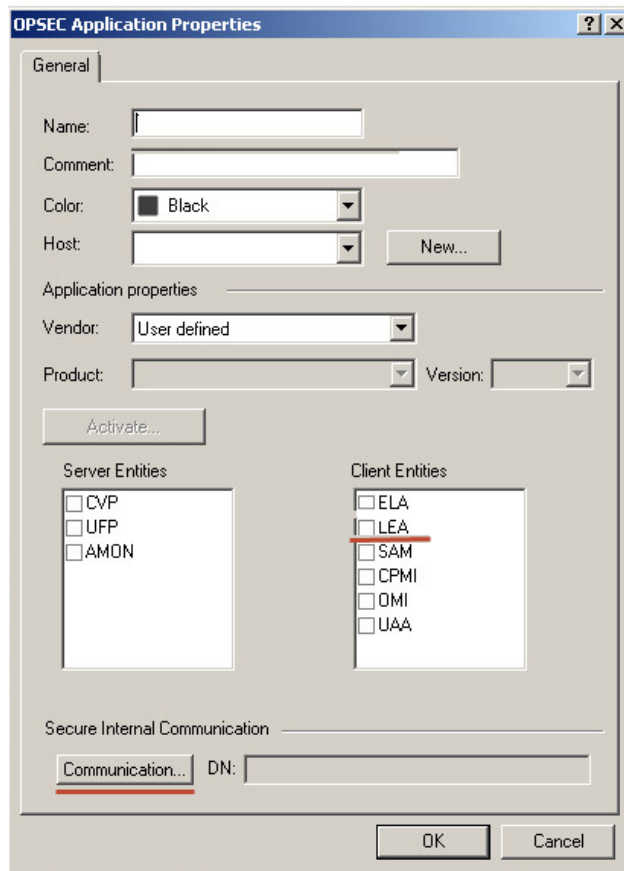 OPSEC Application Properties
General
Name:
Comment:
Color: Black
Host: New...
Application properties
Vendor: User defined
Product: Version:
Activate...
Server Entities
CVP
UFP
AMON
Client Entities
ELA
LEA
SAM
CPMI
OMI
UAA
Secure Internal Communication
Communication... DN:
OK Cancel